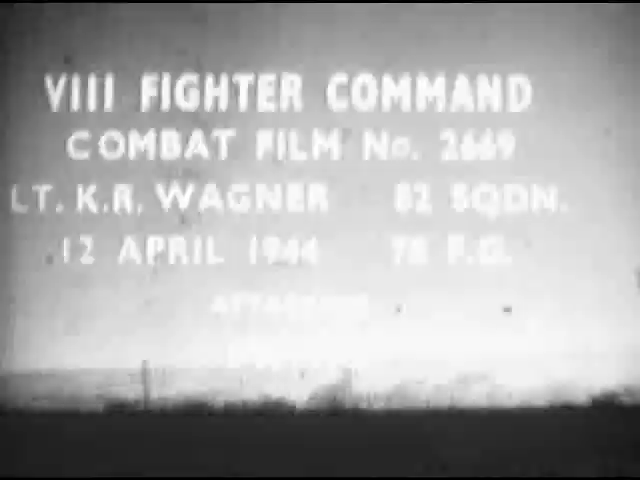 VIII FIGHTER COMMAND
COMBAT FILM No. 2669
LT. K.R. WAGNER 82 SQDN.
12 APRIL 1944 78 F.G.